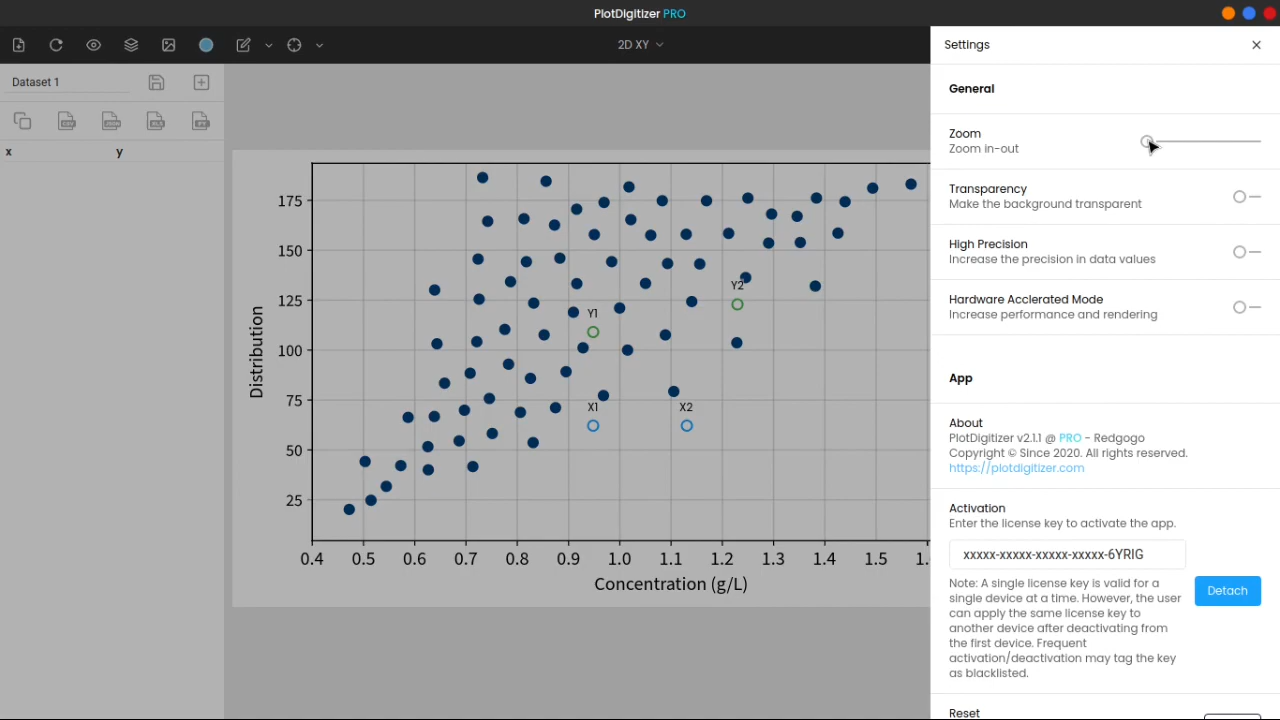 PlotDigitizer PRO
2D XY
Settings
Dataset 1
x y
General
Zoom
Zoom in-out
Transparency
Make the background transparent
High Precision
Increase the precision in data values
Hardware Acclerated Mode
Increase performance and rendering
App
About
PlotDigitizer v2.1.1 @ PRO - Redgogo
Copyright © Since 2020. All rights reserved.
https://plotdigitizer.com
Activation
Enter the license key to activate the app.
xxxxx-xxxxx-xxxxx-xxxxx-6YRIG
Note: A single license key is valid for a
single device at a time. However, the user
can apply the same license key to
another device after deactivating from
the first device. Frequent
activation/deactivation may tag the key
as blacklisted.
Detach
Reset
175
150
125
100
75
50
25
Distribution
Y1
Y2
X1
X2
0.4 0.5 0.6 0.7 0.8 0.9 1.0 1.1 1.2 1.3 1.4 1.5
Concentration (g/L)